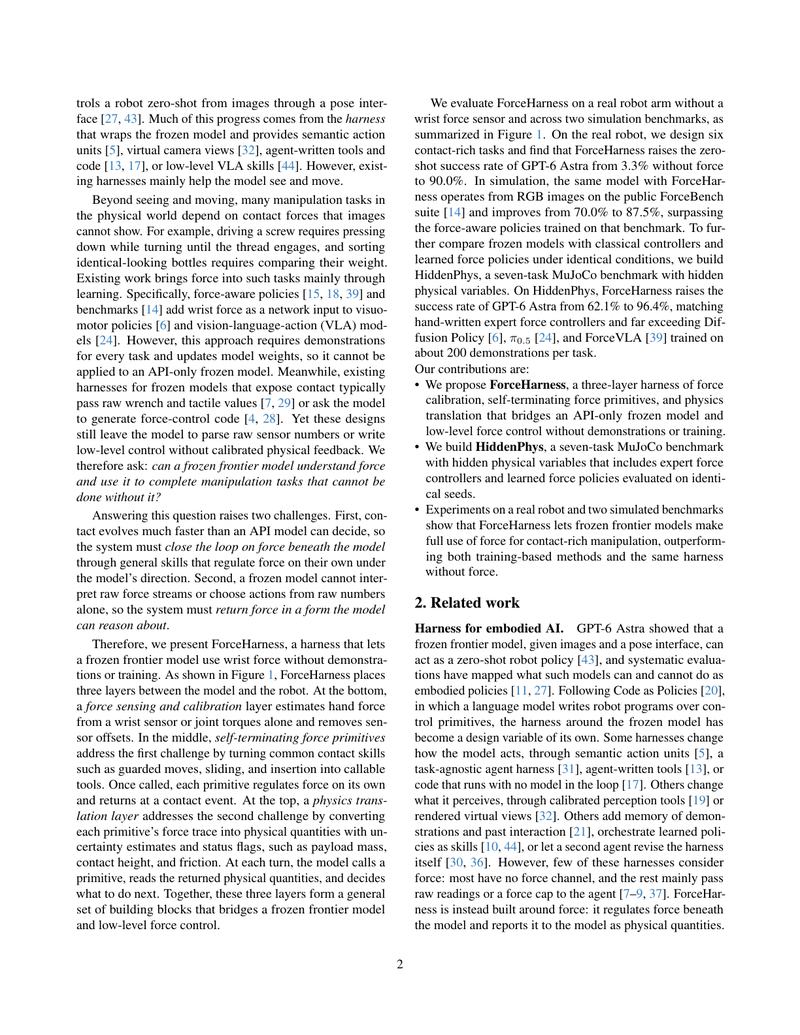 trols a robot zero-shot from images through a pose inter-
face [27, 43]. Much of this progress comes from the harness
that wraps the frozen model and provides semantic action
units [5], virtual camera views [32], agent-written tools and
code [13, 17], or low-level VLA skills [44]. However, exist-
ing harnesses mainly help the model see and move.
Beyond seeing and moving, many manipulation tasks in
the physical world depend on contact forces that images
cannot show. For example, driving a screw requires pressing
down while turning until the thread engages, and sorting
identical-looking bottles requires comparing their weight.
Existing work brings force into such tasks mainly through
learning. Specifically, force-aware policies [15, 18, 39] and
benchmarks [14] add wrist force as a network input to visuo-
motor policies [6] and vision-language-action (VLA) mod-
els [24]. However, this approach requires demonstrations
for every task and updates model weights, so it cannot be
applied to an API-only frozen model. Meanwhile, existing
harnesses for frozen models that expose contact typically
pass raw wrench and tactile values [7, 29] or ask the model
to generate force-control code [4, 28]. Yet these designs
still leave the model to parse raw sensor numbers or write
low-level control without calibrated physical feedback. We
therefore ask: can a frozen frontier model understand force
and use it to complete manipulation tasks that cannot be
done without it?
Answering this question raises two challenges. First, con-
tact evolves much faster than an API model can decide, so
the system must close the loop on force beneath the model
through general skills that regulate force on their own under
the model's direction. Second, a frozen model cannot inter-
pret raw force streams or choose actions from raw numbers
alone, so the system must return force in a form the model
can reason about.
Therefore, we present ForceHarness, a harness that lets
a frozen frontier model use wrist force without demonstra-
tions or training. As shown in Figure 1, ForceHarness places
three layers between the model and the robot. At the bottom,
a force sensing and calibration layer estimates hand force
from a wrist sensor or joint torques alone and removes sen-
sor offsets. In the middle, self-terminating force primitives
address the first challenge by turning common contact skills
such as guarded moves, sliding, and insertion into callable
tools. Once called, each primitive regulates force on its own
and returns at a contact event. At the top, a physics trans-
lation layer addresses the second challenge by converting
each primitive's force trace into physical quantities with un-
certainty estimates and status flags, such as payload mass,
contact height, and friction. At each turn, the model calls a
primitive, reads the returned physical quantities, and decides
what to do next. Together, these three layers form a general
set of building blocks that bridges a frozen frontier model
and low-level force control.
We evaluate ForceHarness on a real robot arm without a
wrist force sensor and across two simulation benchmarks, as
summarized in Figure 1. On the real robot, we design six
contact-rich tasks and find that ForceHarness raises the zero-
shot success rate of GPT-6 Astra from 3.3% without force
to 90.0%. In simulation, the same model with ForceHar-
ness operates from RGB images on the public ForceBench
suite [14] and improves from 70.0% to 87.5%, surpassing
the force-aware policies trained on that benchmark. To fur-
ther compare frozen models with classical controllers and
learned force policies under identical conditions, we build
HiddenPhys, a seven-task MuJoCo benchmark with hidden
physical variables. On HiddenPhys, ForceHarness raises the
success rate of GPT-6 Astra from 62.1% to 96.4%, matching
hand-written expert force controllers and far exceeding Dif-
fusion Policy [6], π0.5 [24], and ForceVLA [39] trained on
about 200 demonstrations per task.
Our contributions are:
• We propose ForceHarness, a three-layer harness of force
calibration, self-terminating force primitives, and physics
translation that bridges an API-only frozen model and
low-level force control without demonstrations or training.
• We build HiddenPhys, a seven-task MuJoCo benchmark
with hidden physical variables that includes expert force
controllers and learned force policies evaluated on identi-
cal seeds.
• Experiments on a real robot and two simulated benchmarks
show that ForceHarness lets frozen frontier models make
full use of force for contact-rich manipulation, outperform-
ing both training-based methods and the same harness
without force.
2. Related work
Harness for embodied AI. GPT-6 Astra showed that a
frozen frontier model, given images and a pose interface, can
act as a zero-shot robot policy [43], and systematic evalua-
tions have mapped what such models can and cannot do as
embodied policies [11, 27]. Following Code as Policies [20],
in which a language model writes robot programs over con-
trol primitives, the harness around the frozen model has
become a design variable of its own. Some harnesses change
how the model acts, through semantic action units [5], a
task-agnostic agent harness [31], agent-written tools [13], or
code that runs with no model in the loop [17]. Others change
what it perceives, through calibrated perception tools [19] or
rendered virtual views [32]. Others add memory of demon-
strations and past interaction [21], orchestrate learned poli-
cies as skills [10, 44], or let a second agent revise the harness
itself [30, 36]. However, few of these harnesses consider
force: most have no force channel, and the rest mainly pass
raw readings or a force cap to the agent [7–9, 37]. ForceHar-
ness is instead built around force: it regulates force beneath
the model and reports it to the model as physical quantities.
2